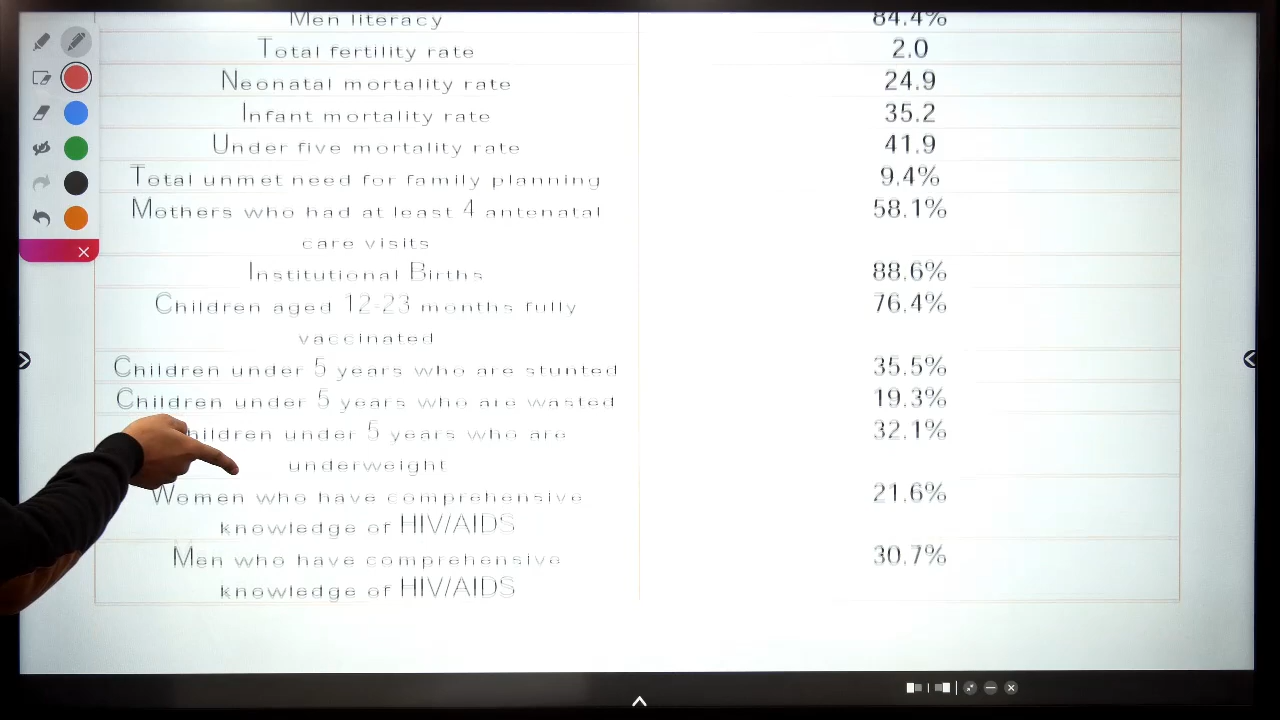 Men literacy 84.4%
Total fertility rate 2.0
Neonatal mortality rate 24.9
Infant mortality rate 35.2
Under five mortality rate 41.9
Total unmet need for family planning 9.4%
Mothers who had at least 4 antenatal 58.1%
care visits
Institutional Births 88.6%
Children aged 12-23 months fully 76.4%
vaccinated
Children under 5 years who are stunted 35.5%
Children under 5 years who are wasted 19.3%
hildren under 5 years who are 32.1%
underweight
Women who have comprehensive 21.6%
knowledge of HIV/AIDS
Men who have comprehensive 30.7%
knowledge of HIV/AIDS